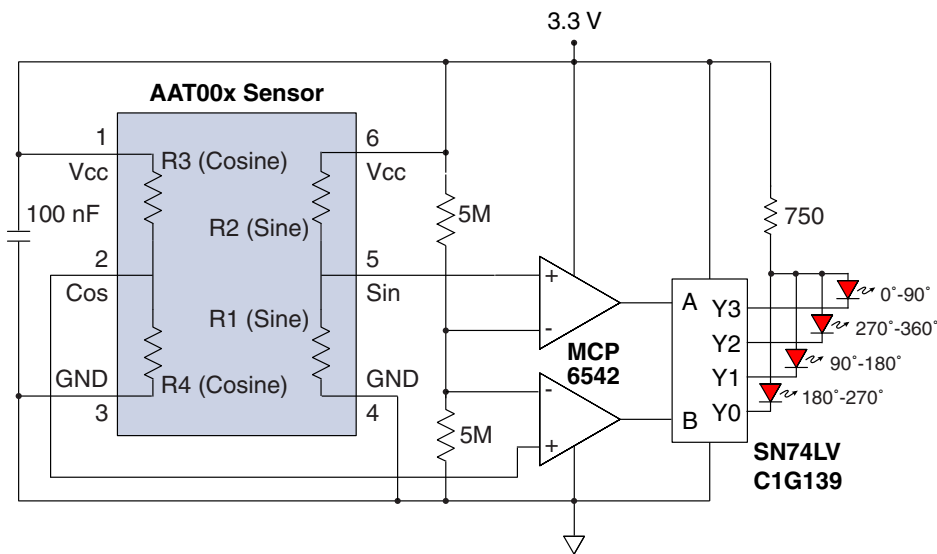 3.3 V
AAT00x Sensor
1
Vcc
R3 (Cosine)
6
Vcc
100 nF
R2 (Sine)
5M
750
2
Cos
5
Sin
+
-
A
Y3
0˚-90˚
R1 (Sine)
MCP
6542
Y2
270˚-360˚
Y1
90˚-180˚
GND
3
R4 (Cosine)
GND
4
-
+
5M
B
Y0
180˚-270˚
SN74LV
C1G139